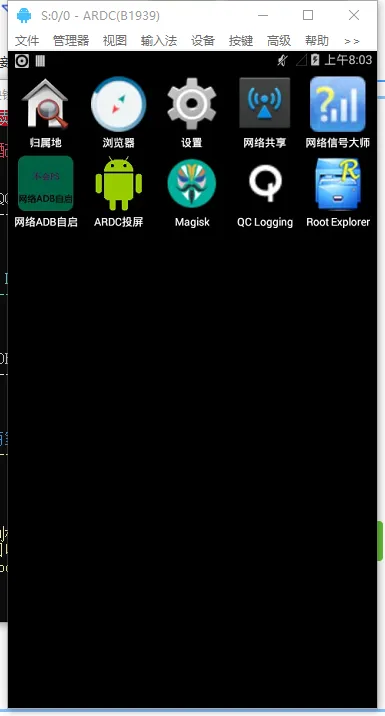 S:0/0 - ARDC(B1939)
文件 管理器 视图 输入法 设备 按键 高级 帮助 >>
上午8:03
归属地 浏览器 设置 网络共享 网络信号大师
网络ADB自启
网络ADB自启 ARDC投屏 Magisk QC Logging Root Explorer